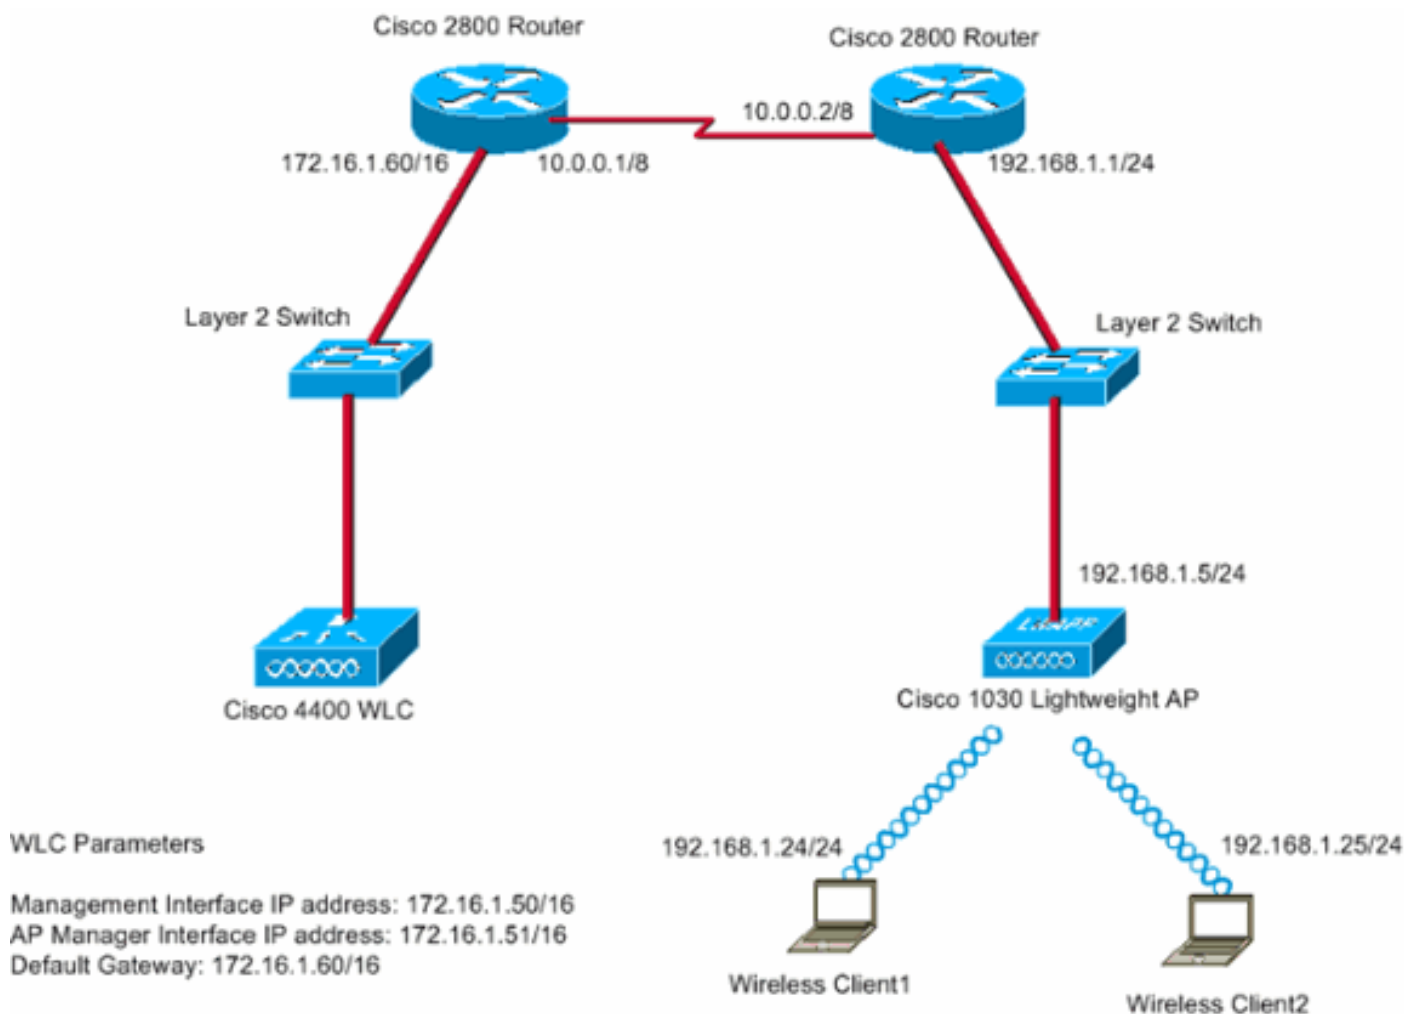 Cisco 2800 Router
Cisco 2800 Router
10.0.0.2/8
172.16.1.60/16
10.0.0.1/8
192.168.1.1/24
Layer 2 Switch
Layer 2 Switch
192.168.1.5/24
LWAPP
Cisco 1030 Lightweight AP
Cisco 4400 WLC
WLC Parameters
192.168.1.24/24
192.168.1.25/24
Management Interface IP address: 172.16.1.50/16
AP Manager Interface IP address: 172.16.1.51/16
Default Gateway: 172.16.1.60/16
Wireless Client1
Wireless Client2